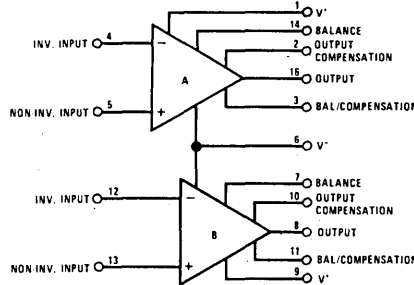 1 V+
14 BALANCE
4 INV. INPUT
2 OUTPUT
COMPENSATION
A
16 OUTPUT
5 NON-INV. INPUT
3 BAL/COMPENSATION
6 V-
7 BALANCE
12 INV. INPUT
10 OUTPUT
COMPENSATION
B
8 OUTPUT
13 NON-INV. INPUT
11 BAL/COMPENSATION
9 V+